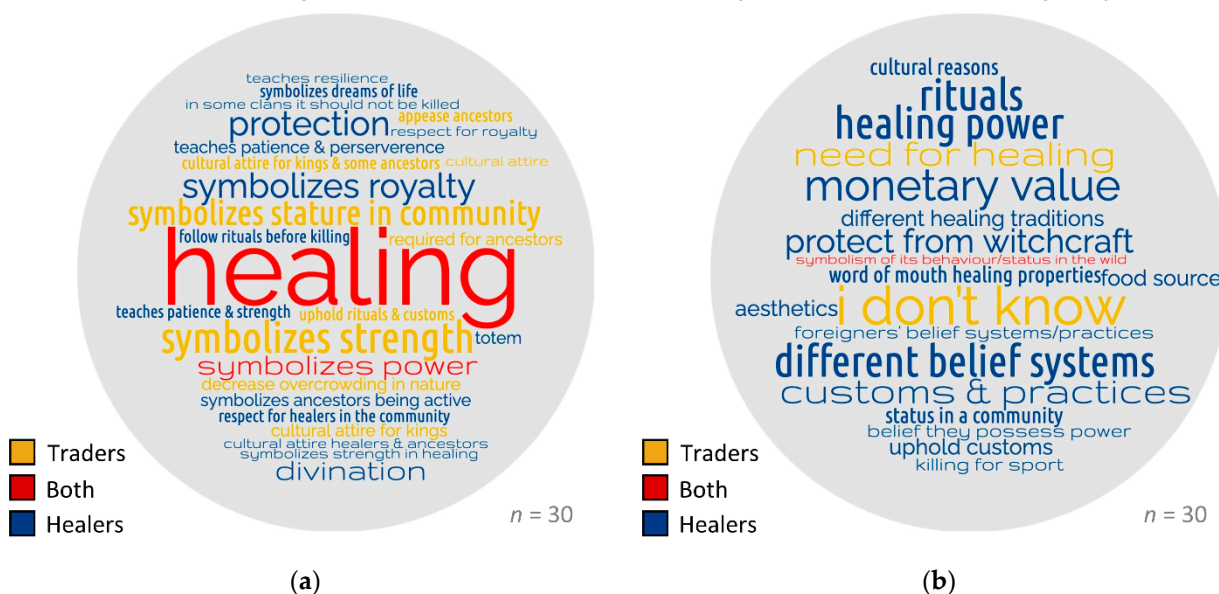 teaches resilience
symbolizes dreams of life
in some clans it should not be killed
protection appease ancestors
respect for royalty
teaches patience & perserverence
cultural attire for kings & some ancestors cultural attire
symbolizes royalty
symbolizes stature in community
follow rituals before killing required for ancestors
healing
teaches patience & strength uphold rituals & customs
symbolizes strength totem
symbolizes power
decrease overcrowding in nature
symbolizes ancestors being active
respect for healers in the community
cultural attire for kings
cultural attire healers & ancestors
symbolizes strength in healing
divination
Traders
Both
Healers
n = 30
(a)
cultural reasons
rituals
healing power
need for healing
monetary value
different healing traditions
protect from witchcraft
symbolism of its behaviour/status in the wild
word of mouth healing properties food source
aesthetics i don't know
foreigners' belief systems/practices
different belief systems
customs & practices
status in a community
belief they possess power
uphold customs
killing for sport
Traders
Both
Healers
n = 30
(b)